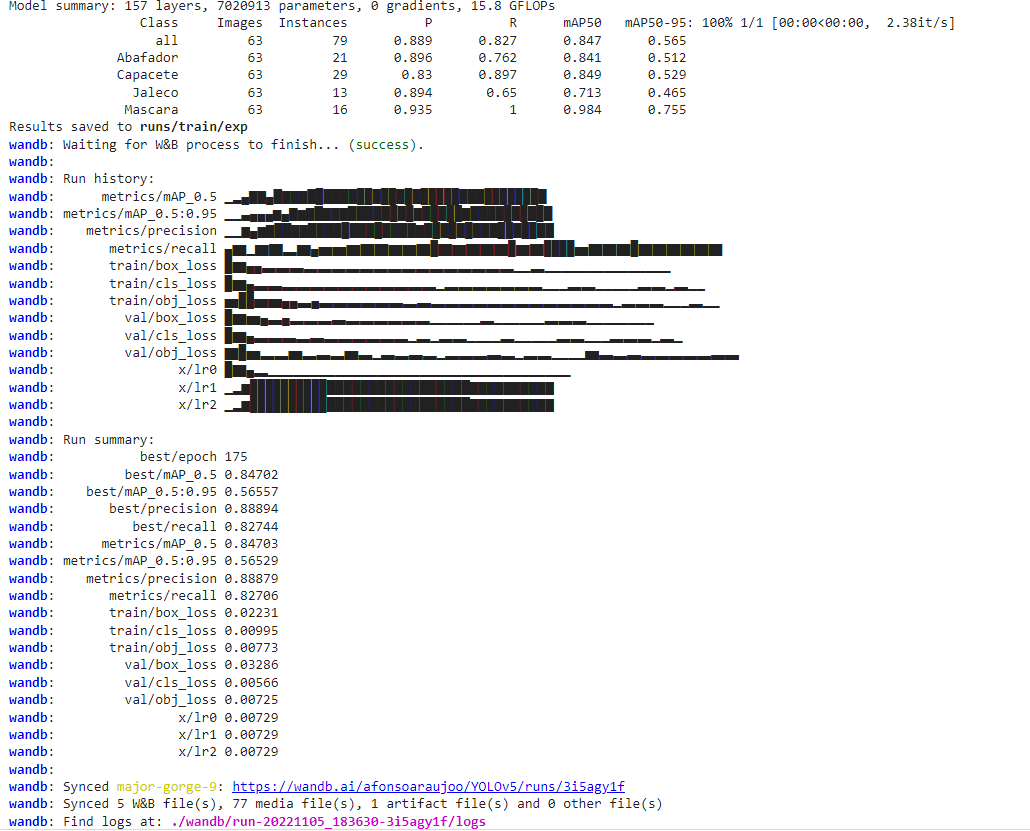 Model summary: 157 layers, 7020913 parameters, 0 gradients, 15.8 GFLOPs
Class Images Instances P R mAP50 mAP50-95: 100% 1/1 [00:00<00:00, 2.38it/s]
all 63 79 0.889 0.827 0.847 0.565
Abafador 63 21 0.896 0.762 0.841 0.512
Capacete 63 29 0.83 0.897 0.849 0.529
Jaleco 63 13 0.894 0.65 0.713 0.465
Mascara 63 16 0.935 1 0.984 0.755
Results saved to runs/train/exp
wandb: Waiting for W&B process to finish... (success).
wandb:
wandb: Run history:
wandb: metrics/mAP_0.5
wandb: metrics/mAP_0.5:0.95
wandb: metrics/precision
wandb: metrics/recall
wandb: train/box_loss
wandb: train/cls_loss
wandb: train/obj_loss
wandb: val/box_loss
wandb: val/cls_loss
wandb: val/obj_loss
wandb: x/lr0
wandb: x/lr1
wandb: x/lr2
wandb:
wandb: Run summary:
wandb: best/epoch 175
wandb: best/mAP_0.5 0.84702
wandb: best/mAP_0.5:0.95 0.56557
wandb: best/precision 0.88894
wandb: best/recall 0.82744
wandb: metrics/mAP_0.5 0.84703
wandb: metrics/mAP_0.5:0.95 0.56529
wandb: metrics/precision 0.88879
wandb: metrics/recall 0.82706
wandb: train/box_loss 0.02231
wandb: train/cls_loss 0.00995
wandb: train/obj_loss 0.00773
wandb: val/box_loss 0.03286
wandb: val/cls_loss 0.00566
wandb: val/obj_loss 0.00725
wandb: x/lr0 0.00729
wandb: x/lr1 0.00729
wandb: x/lr2 0.00729
wandb:
wandb: Synced major-gorge-9: https://wandb.ai/afonsoaraujoo/YOLOv5/runs/3i5agy1f
wandb: Synced 5 W&B file(s), 77 media file(s), 1 artifact file(s) and 0 other file(s)
wandb: Find logs at: ./wandb/run-20221105_183630-3i5agy1f/logs